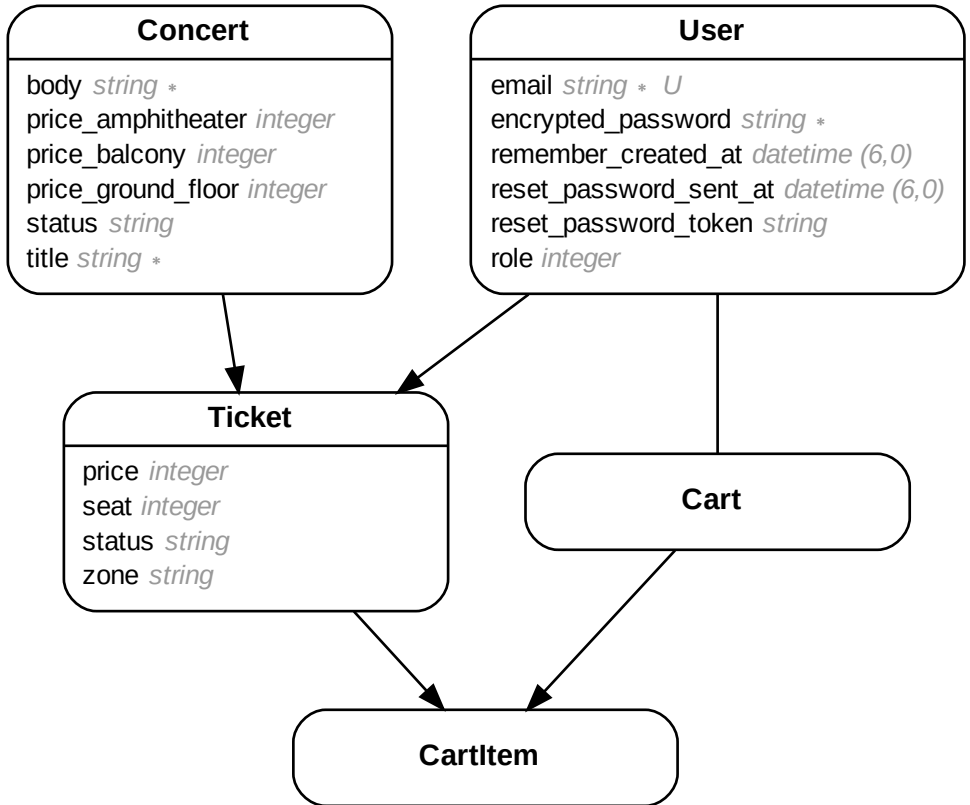 Concert
body string *
price_amphitheater integer
price_balcony integer
price_ground_floor integer
status string
title string *
User
email string * U
encrypted_password string *
remember_created_at datetime (6,0)
reset_password_sent_at datetime (6,0)
reset_password_token string
role integer
Ticket
price integer
seat integer
status string
zone string
Cart
CartItem